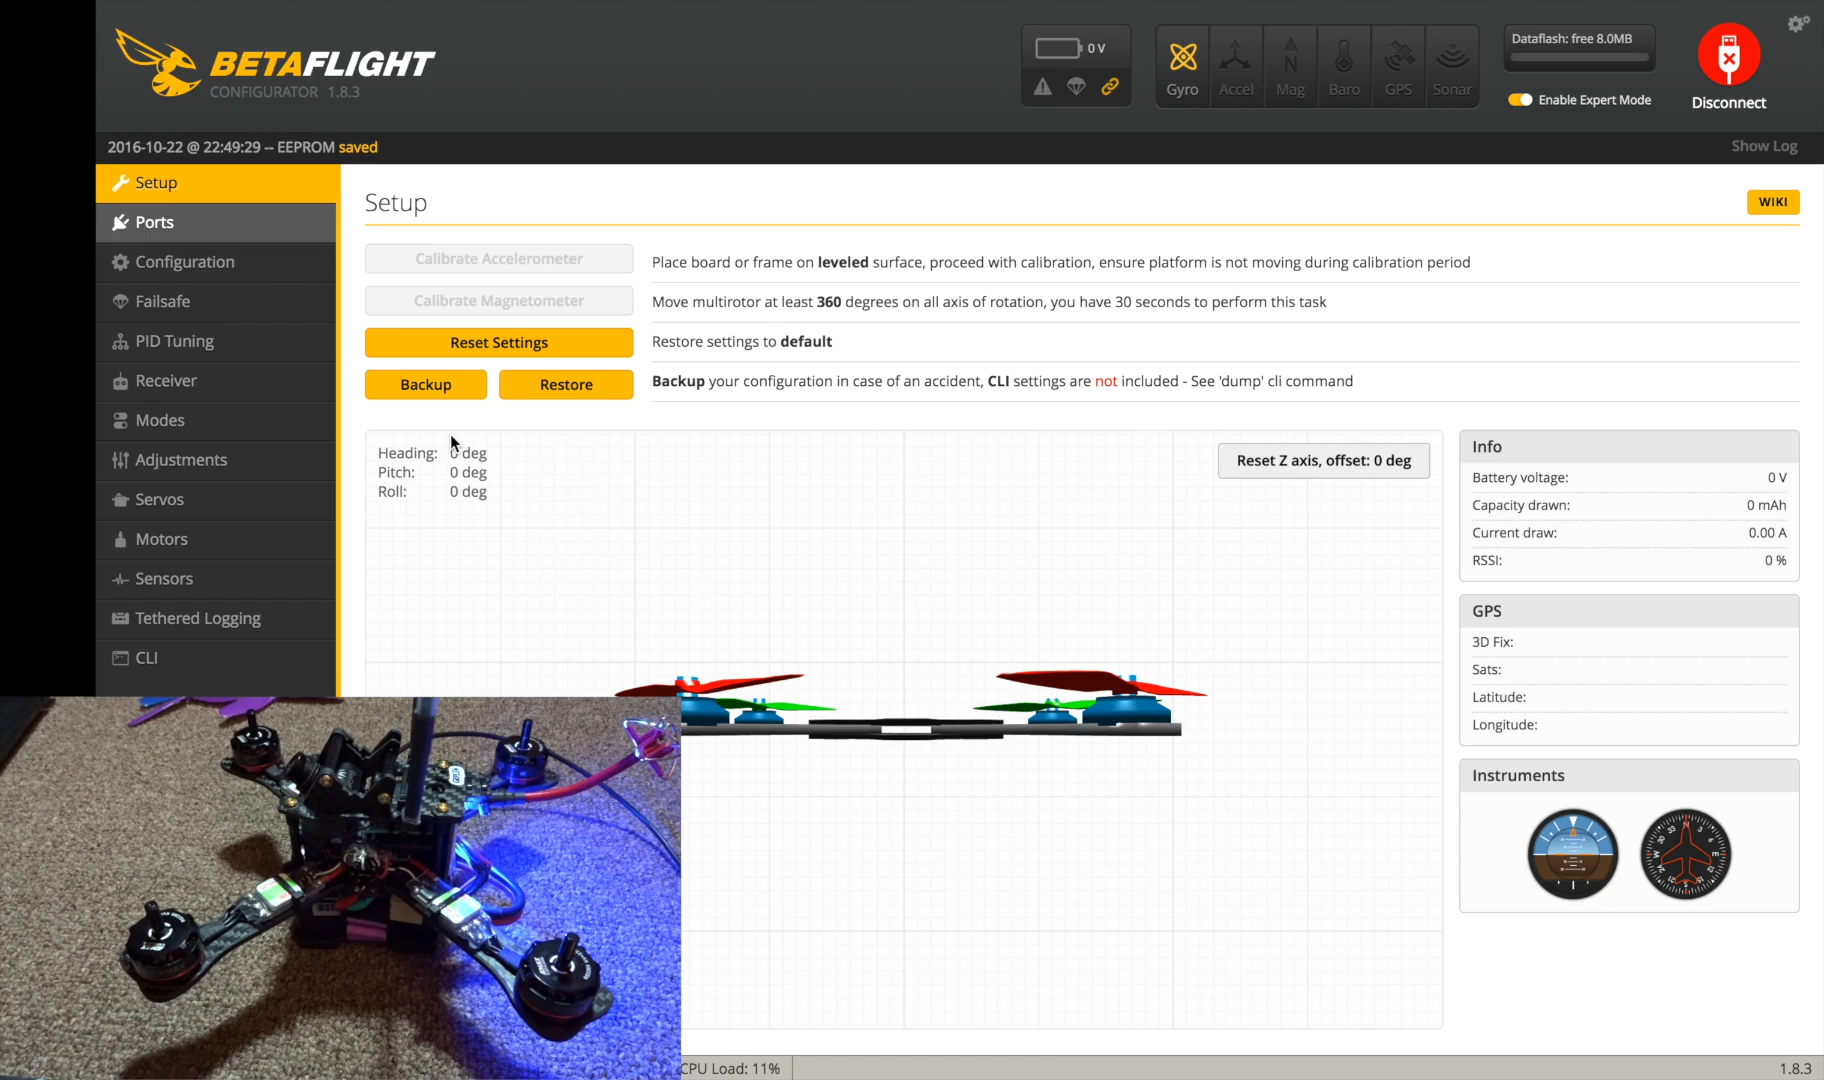 BETAFLIGHT
CONFIGURATOR 1.8.3
0 V
Gyro
Accel
Mag
Baro
GPS
Sonar
Dataflash: free 8.0MB
Enable Expert Mode
Disconnect
2016-10-22 @ 22:49:29 -- EEPROM saved
Show Log
Setup
Ports
Configuration
Failsafe
PID Tuning
Receiver
Modes
Adjustments
Servos
Motors
Sensors
Tethered Logging
CLI
Setup
WIKI
Calibrate Accelerometer
Place board or frame on leveled surface, proceed with calibration, ensure platform is not moving during calibration period
Calibrate Magnetometer
Move multirotor at least 360 degrees on all axis of rotation, you have 30 seconds to perform this task
Reset Settings
Restore settings to default
Backup
Restore
Backup your configuration in case of an accident, CLI settings are not included - See 'dump' cli command
Heading: 0 deg
Pitch: 0 deg
Roll: 0 deg
Reset Z axis, offset: 0 deg
Info
Battery voltage: 0 V
Capacity drawn: 0 mAh
Current draw: 0.00 A
RSSI: 0 %
GPS
3D Fix:
Sats:
Latitude:
Longitude:
Instruments
CPU Load: 11%
1.8.3